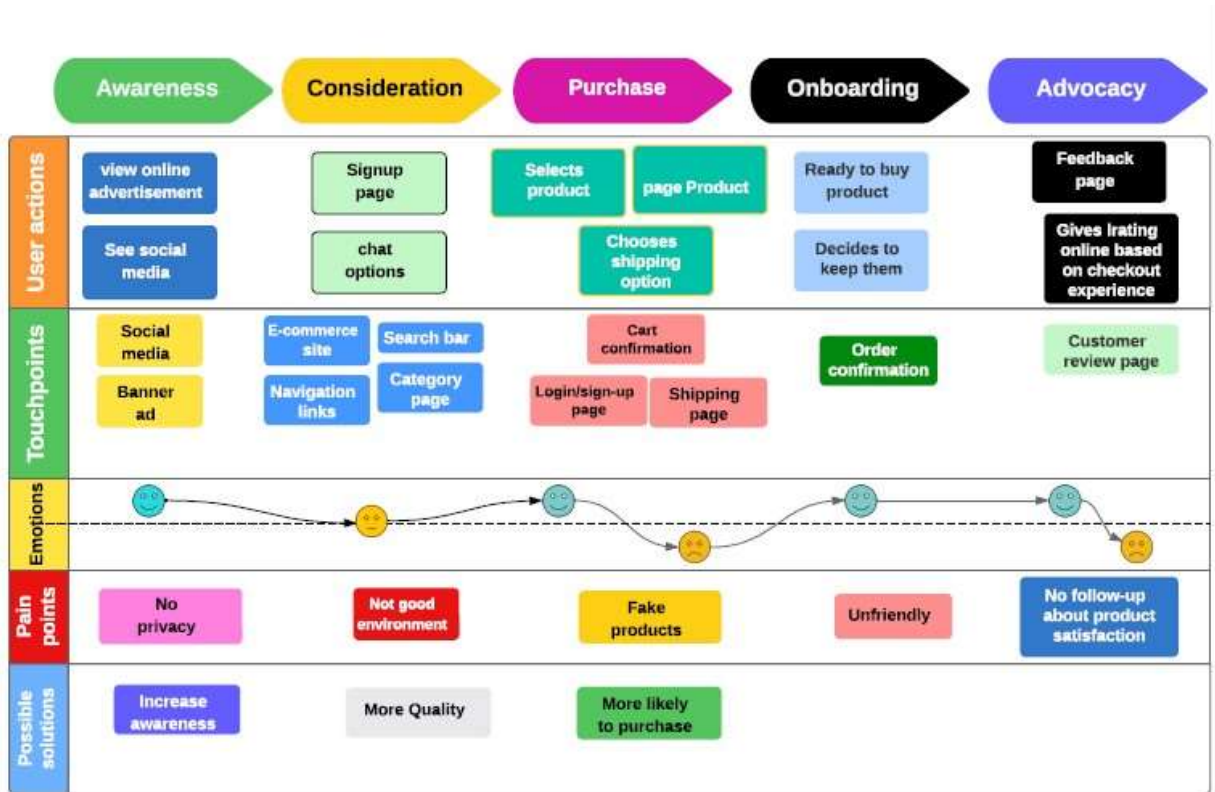 Awareness
Consideration
Purchase
Onboarding
Advocacy
User actions
view online
advertisement
See social
media
Signup
page
chat
options
Selects
product
page Product
Chooses
shipping
option
Ready to buy
product
Decides to
keep them
Feedback
page
Gives Irating
online based
on checkout
experience
Touchpoints
Social
media
Banner
ad
E-commerce
site
Search bar
Navigation
links
Category
page
Cart
confirmation
Login/sign-up
page
Shipping
page
Order
confirmation
Customer
review page
Emotions
Pain
points
No
privacy
Not good
environment
Fake
products
Unfriendly
No follow-up
about product
satisfaction
Possible
solutions
Increase
awareness
More Quality
More likely
to purchase